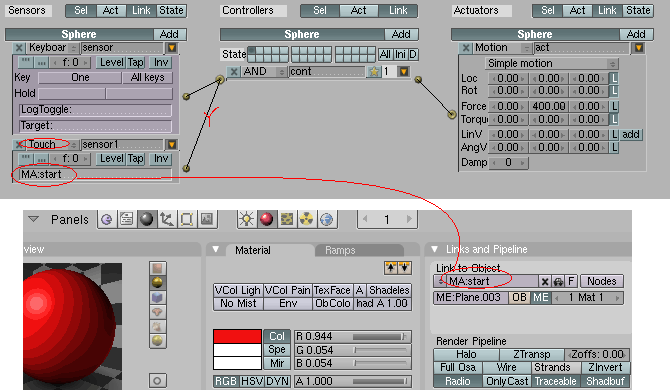 Sensors Sel Act Link State Controllers Sel Act Link Actuators Sel Act Link State
Sphere Add Sphere Add Sphere Add
Keyboar sensor
f: 0 Level Tap Inv
Key One All keys
Hold
LogToggle:
Target:
Touch sensor1
f: 0 Level Tap Inv
MA:start
State All Ini D
AND cont 1
Motion act
Simple motion
Loc 0.00 0.00 0.00 L
Rot 0.00 0.00 0.00 L
Force 0.00 400.00 0.00 L
Torque 0.00 0.00 0.00 L
LinV 0.00 0.00 0.00 L add
AngV 0.00 0.00 0.00 L
Damp 0
Panels 1
view
Material Ramps
VCol Ligh VCol Pain TexFace A Shadeles
No Mist Env ObColo had A 1.00
Col R 0.944
Spe G 0.054
Mir B 0.054
RGB HSV DYN A 1.000
Links and Pipeline
Link to Object
MA:start F Nodes
ME:Plane.003 OB ME 1 Mat 1
Render Pipeline
Halo ZTransp Zoffs: 0.00
Full Osa Wire Strands ZInvert
Radio OnlyCast Traceable Shadbuf